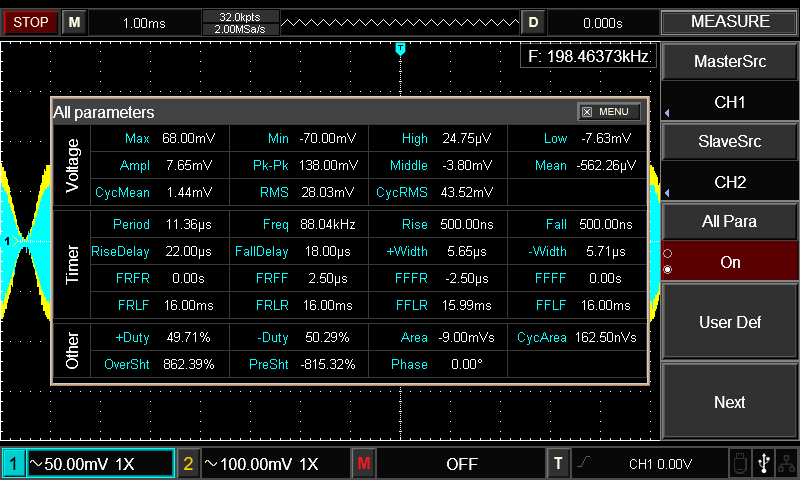 STOP M 1.00ms 32.0kpts 2.00MSa/s D 0.000s MEASURE
T
F: 198.46373kHz
MasterSrc
CH1
SlaveSrc
CH2
All Para
On
User Def
Next
All parameters MENU
Voltage
Max 68.00mV Min -70.00mV High 24.75µV Low -7.63mV
Ampl 7.65mV Pk-Pk 138.00mV Middle -3.80mV Mean -562.26µV
CycMean 1.44mV RMS 28.03mV CycRMS 43.52mV
Timer
Period 11.36µs Freq 88.04kHz Rise 500.00ns Fall 500.00ns
RiseDelay 22.00µs FallDelay 18.00µs +Width 5.65µs -Width 5.71µs
FRFR 0.00s FRFF 2.50µs FFFR -2.50µs FFFF 0.00s
FRLF 16.00ms FRLR 16.00ms FFLR 15.99ms FFLF 16.00ms
Other
+Duty 49.71% -Duty 50.29% Area -9.00mVs CycArea 162.50nVs
OverSht 862.39% PreSht -815.32% Phase 0.00°
1
1 ~50.00mV 1X 2 ~100.00mV 1X M OFF T CH1 0.00V